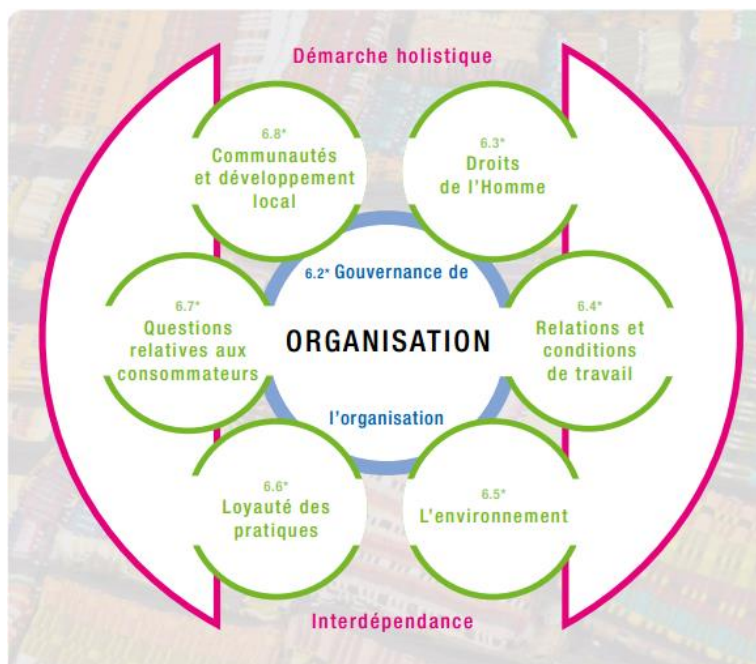 Démarche holistique
6.8*
Communautés
et développement
local
6.3*
Droits
de l'Homme
6.2* Gouvernance de
ORGANISATION
l'organisation
6.7*
Questions
relatives aux
consommateurs
6.4*
Relations et
conditions
de travail
6.6*
Loyauté des
pratiques
6.5*
L'environnement
Interdépendance